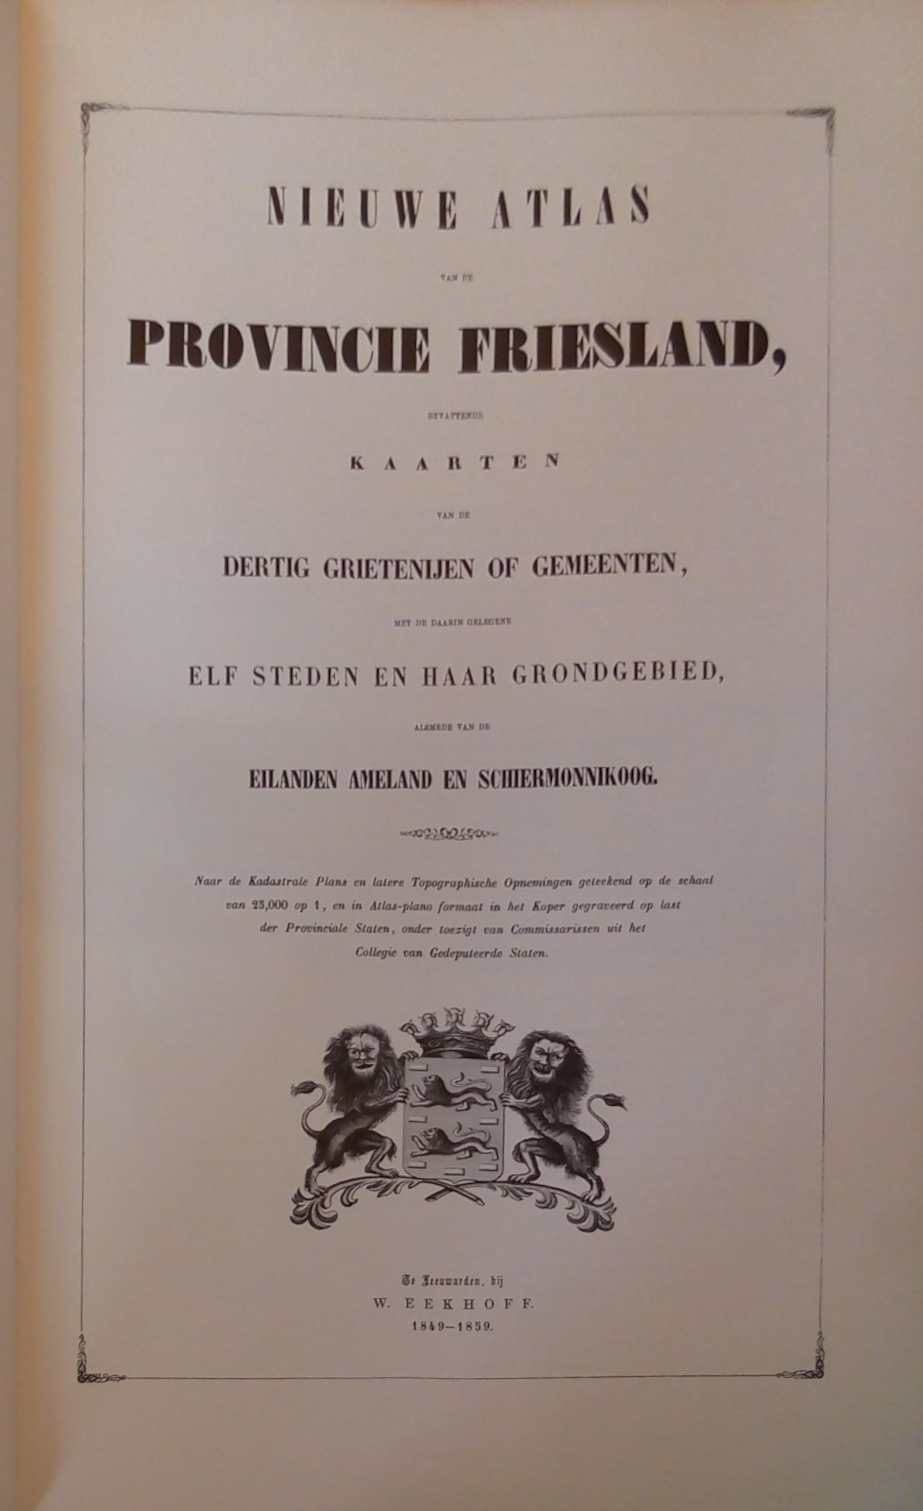 NIEUWE ATLAS
VAN DE
PROVINCIE FRIESLAND,
BEVATTENDE
KAARTEN
VAN DE
DERTIG GRIETENIJEN OF GEMEENTEN,
MET DE DAARIN GELEGENE
ELF STEDEN EN HAAR GRONDGEBIED,
ALSMEDE VAN DE
EILANDEN AMELAND EN SCHIERMONNIKOOG.
Naar de Kadastrale Plans en latere Topographische Opnemingen geteekend op de schaal
van 25,000 op 1, en in Atlas-plano formaat in het Koper gegraveerd op last
der Provinciale Staten, onder toezigt van Commissarissen uit het
Collegie van Gedeputeerde Staten.
Te Leeuwarden, bij
W. EEKHOFF.
1849–1859.